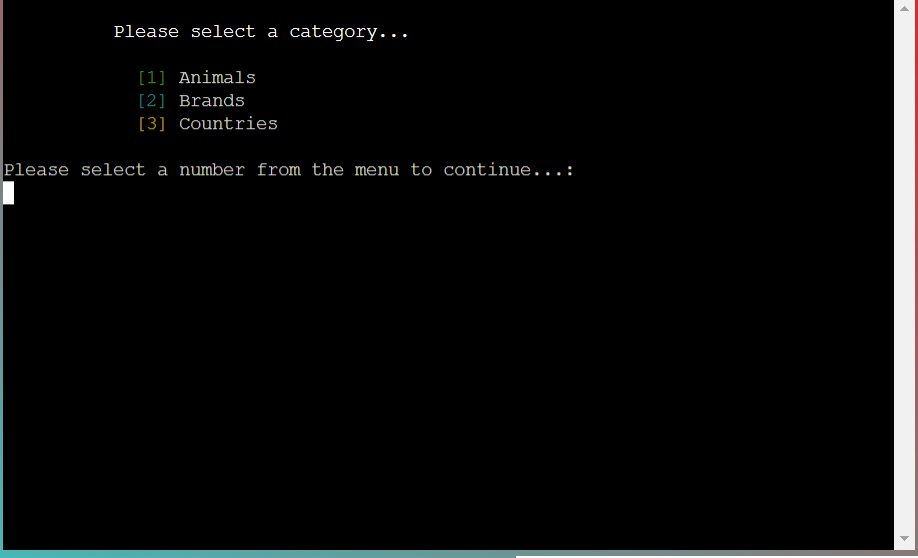 Please select a category...
[1] Animals
[2] Brands
[3] Countries
Please select a number from the menu to continue...: